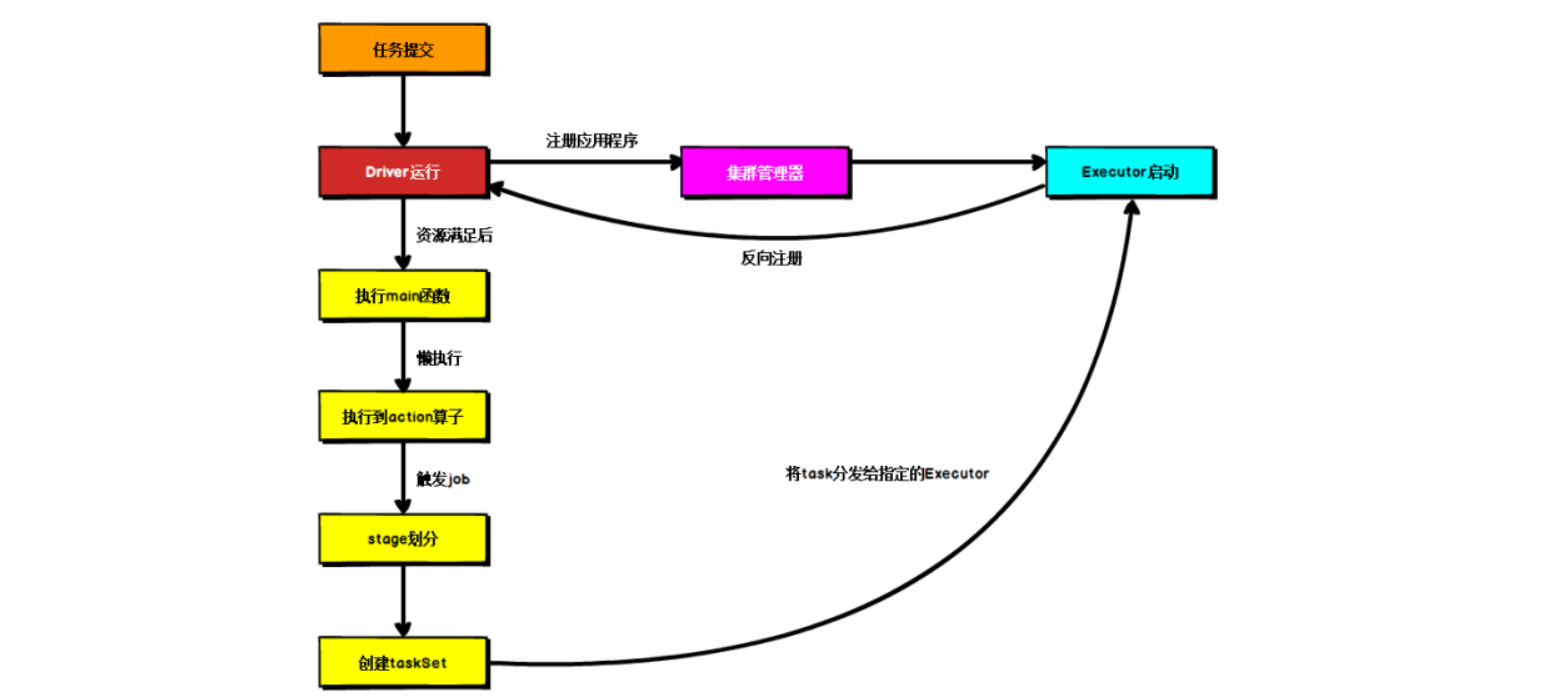 任务提交
注册应用程序
Driver运行
集群管理器
Executor启动
资源满足后
反向注册
执行main函数
懒执行
执行到action算子
触发job
将task分发给指定的Executor
stage划分
创建taskSet